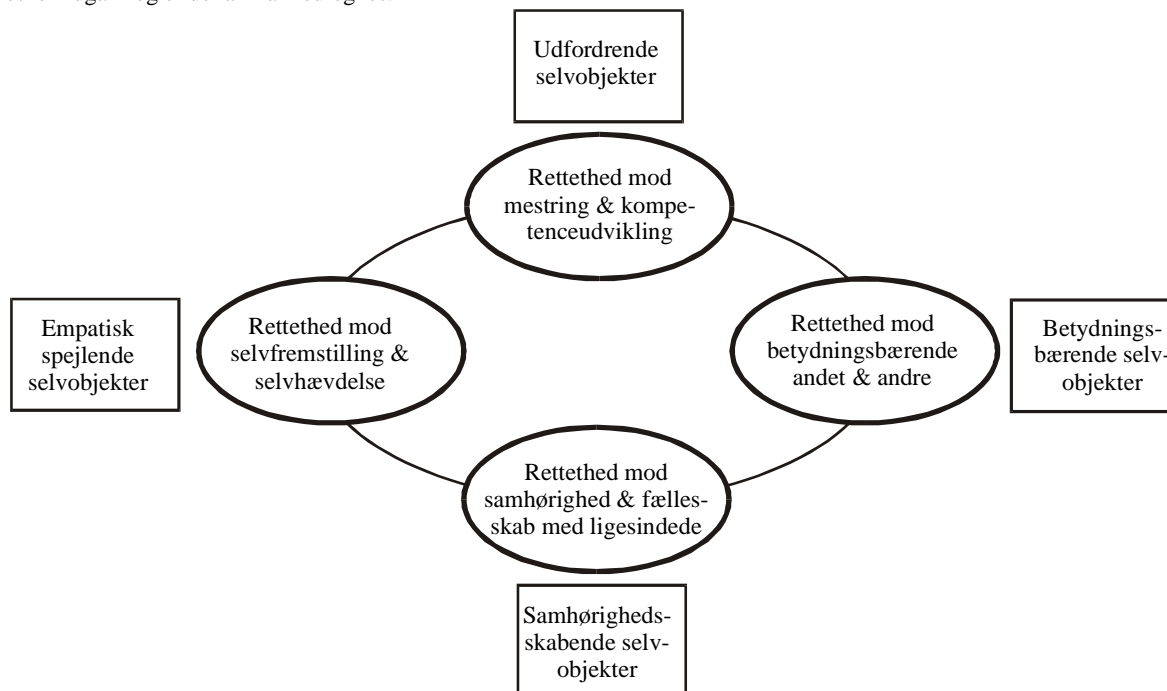 Udfordrende
selvobjekter
Rettethed mod
mestring & kompe-
tenceudvikling
Empatisk
spejlende
selvobjekter
Rettethed mod
selvfremstilling &
selvhævdelse
Rettethed mod
betydningsbærende
andet & andre
Betydnings-
bærende selv-
objekter
Rettethed mod
samhørighed & fælles-
skab med ligesindede
Samhørigheds-
skabende selv-
objekter